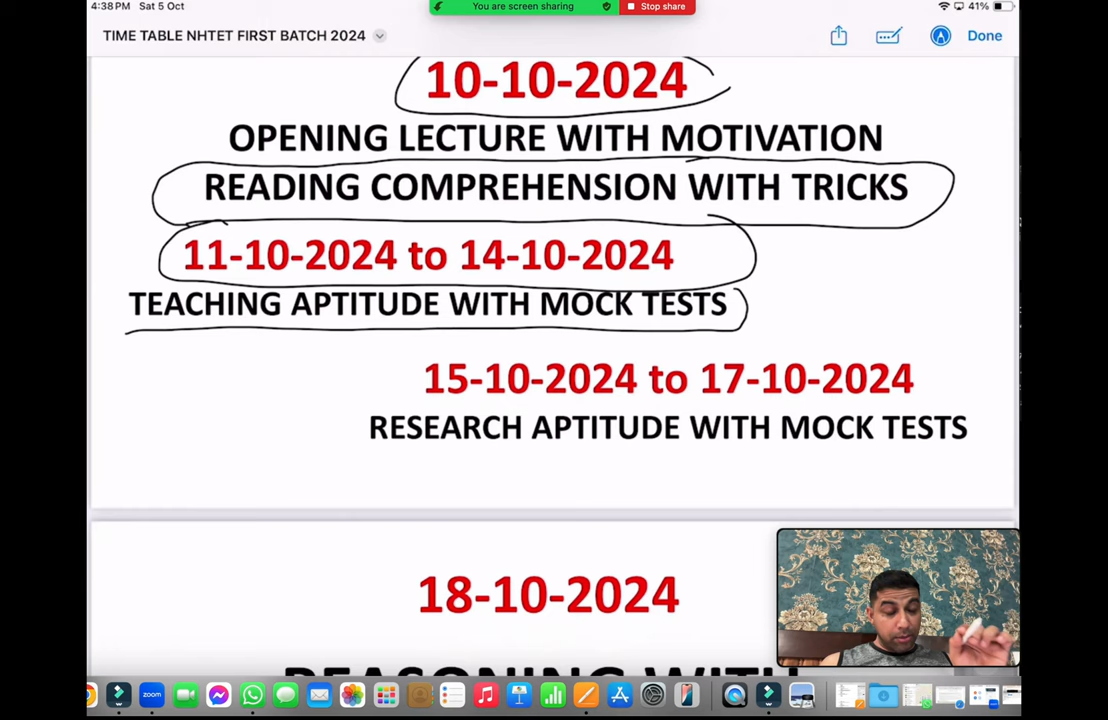 4:38 PM Sat 5 Oct
You are screen sharing
Stop share
41%
TIME TABLE NHTET FIRST BATCH 2024
Done
10-10-2024
OPENING LECTURE WITH MOTIVATION
READING COMPREHENSION WITH TRICKS
11-10-2024 to 14-10-2024
TEACHING APTITUDE WITH MOCK TESTS
15-10-2024 to 17-10-2024
RESEARCH APTITUDE WITH MOCK TESTS
18-10-2024
REASONING WITH
zoom